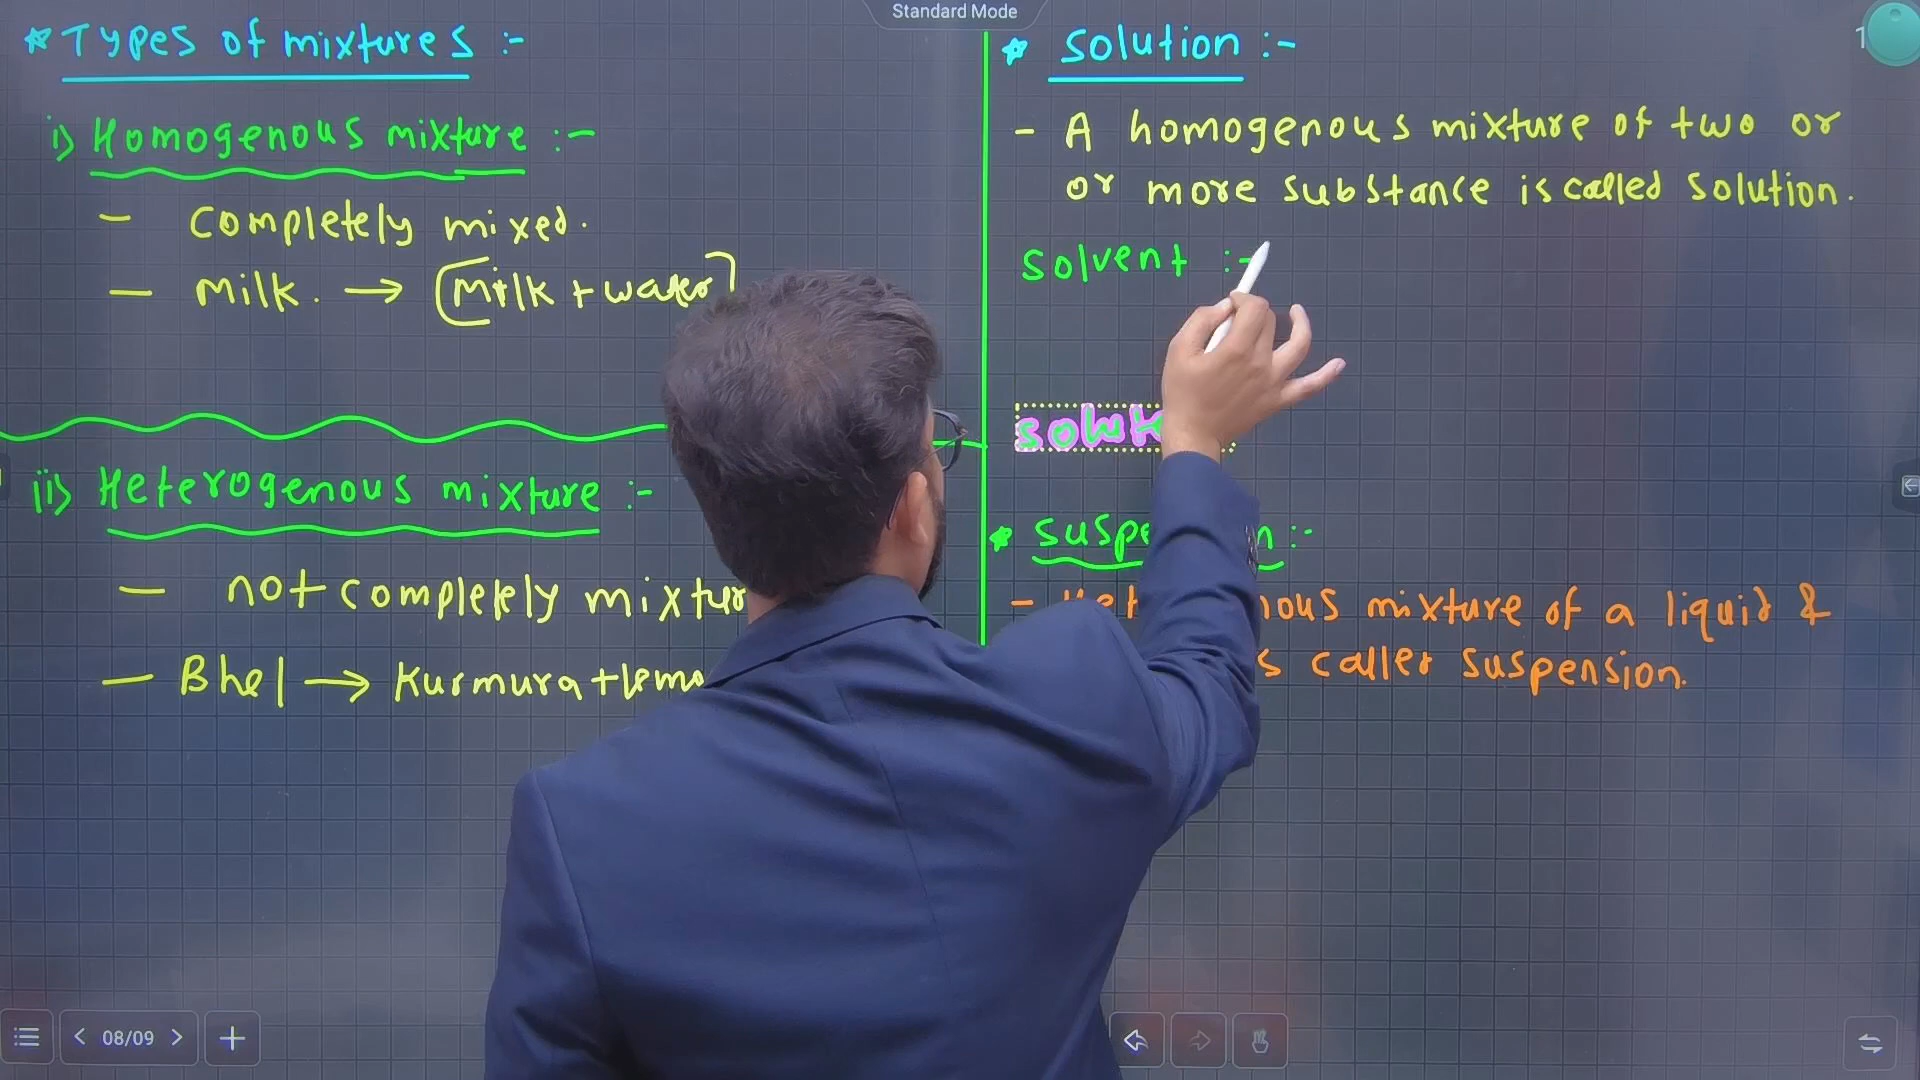 Standard Mode
* Types of mixtures :-
i) Homogenous mixture :-
- completely mixed.
- milk. → [milk + water]
ii) Heterogenous mixture :-
- not completely
- Bhel → Kurmura +
* solution :-
1
- A homogenous mixture of two or
or more substance is called solution.
solvent :-
* :-
mixture of a liquid &
caller suspension.
08/09